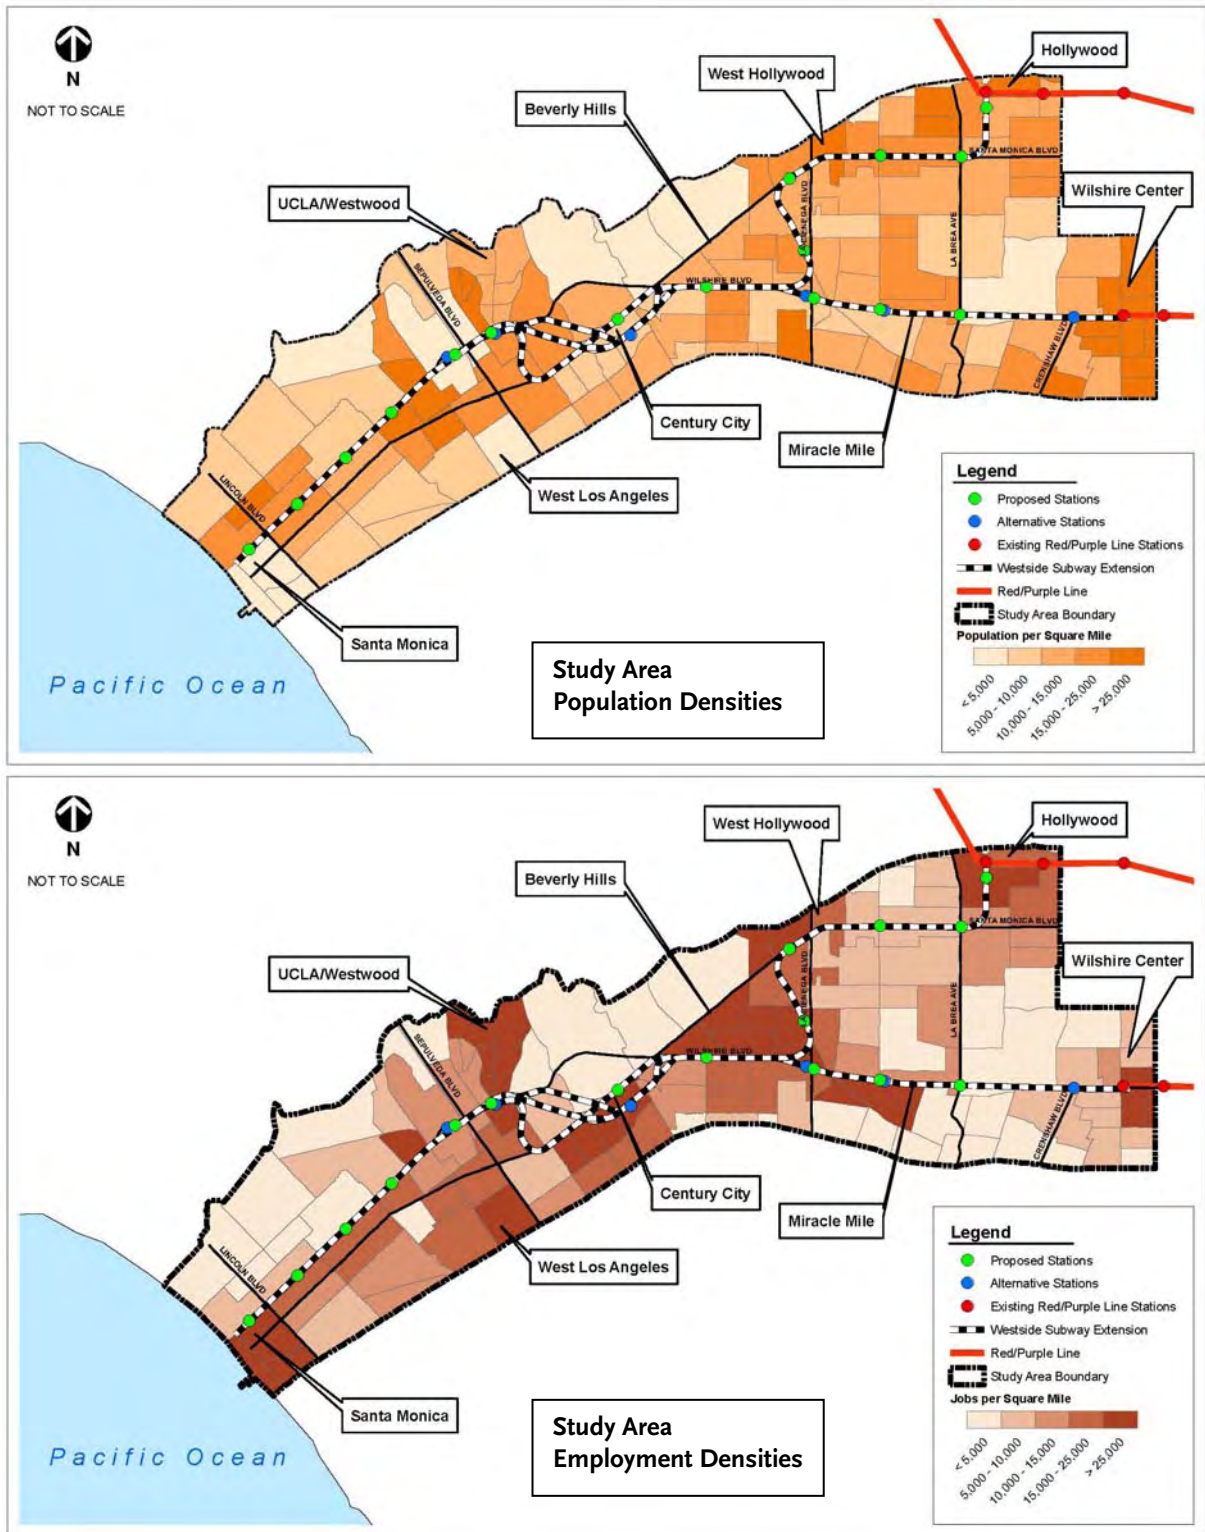 N
NOT TO SCALE
Hollywood
West Hollywood
Beverly Hills
UCLA/Westwood
Wilshire Center
SANTA MONICA BLVD
LA BREA AVE
WILSHIRE BLVD
SEPULVEDA BLVD
CRENSHAW BLVD
LINCOLN BLVD
Century City
Miracle Mile
West Los Angeles
Santa Monica
Pacific Ocean
Study Area
Population Densities
Legend
Proposed Stations
Alternative Stations
Existing Red/Purple Line Stations
Westside Subway Extension
Red/Purple Line
Study Area Boundary
Population per Square Mile
< 5,000
5,000 - 10,000
10,000 - 15,000
15,000 - 25,000
> 25,000
N
NOT TO SCALE
Hollywood
West Hollywood
Beverly Hills
UCLA/Westwood
Wilshire Center
SANTA MONICA BLVD
LA BREA AVE
WILSHIRE BLVD
SEPULVEDA BLVD
CRENSHAW BLVD
LINCOLN BLVD
Century City
Miracle Mile
West Los Angeles
Santa Monica
Pacific Ocean
Study Area
Employment Densities
Legend
Proposed Stations
Alternative Stations
Existing Red/Purple Line Stations
Westside Subway Extension
Red/Purple Line
Study Area Boundary
Jobs per Square Mile
< 5,000
5,000 - 10,000
10,000 - 15,000
15,000 - 25,000
> 25,000